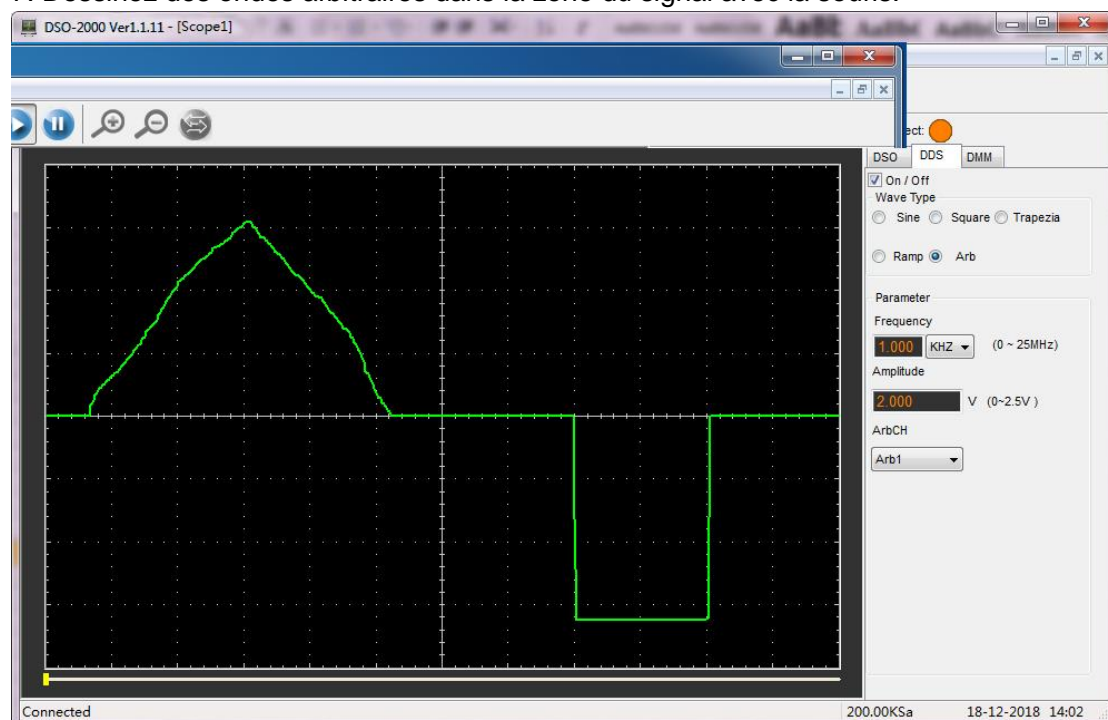 DSO-2000 Ver1.1.11 - [Scope1]
ect:
DSO DDS DMM
On / Off
Wave Type
Sine Square Trapezia
Ramp Arb
Parameter
Frequency
1.000 KHZ (0 ~ 25MHz)
Amplitude
2.000 V (0~2.5V )
ArbCH
Arb1
Connected 200.00KSa 18-12-2018 14:02